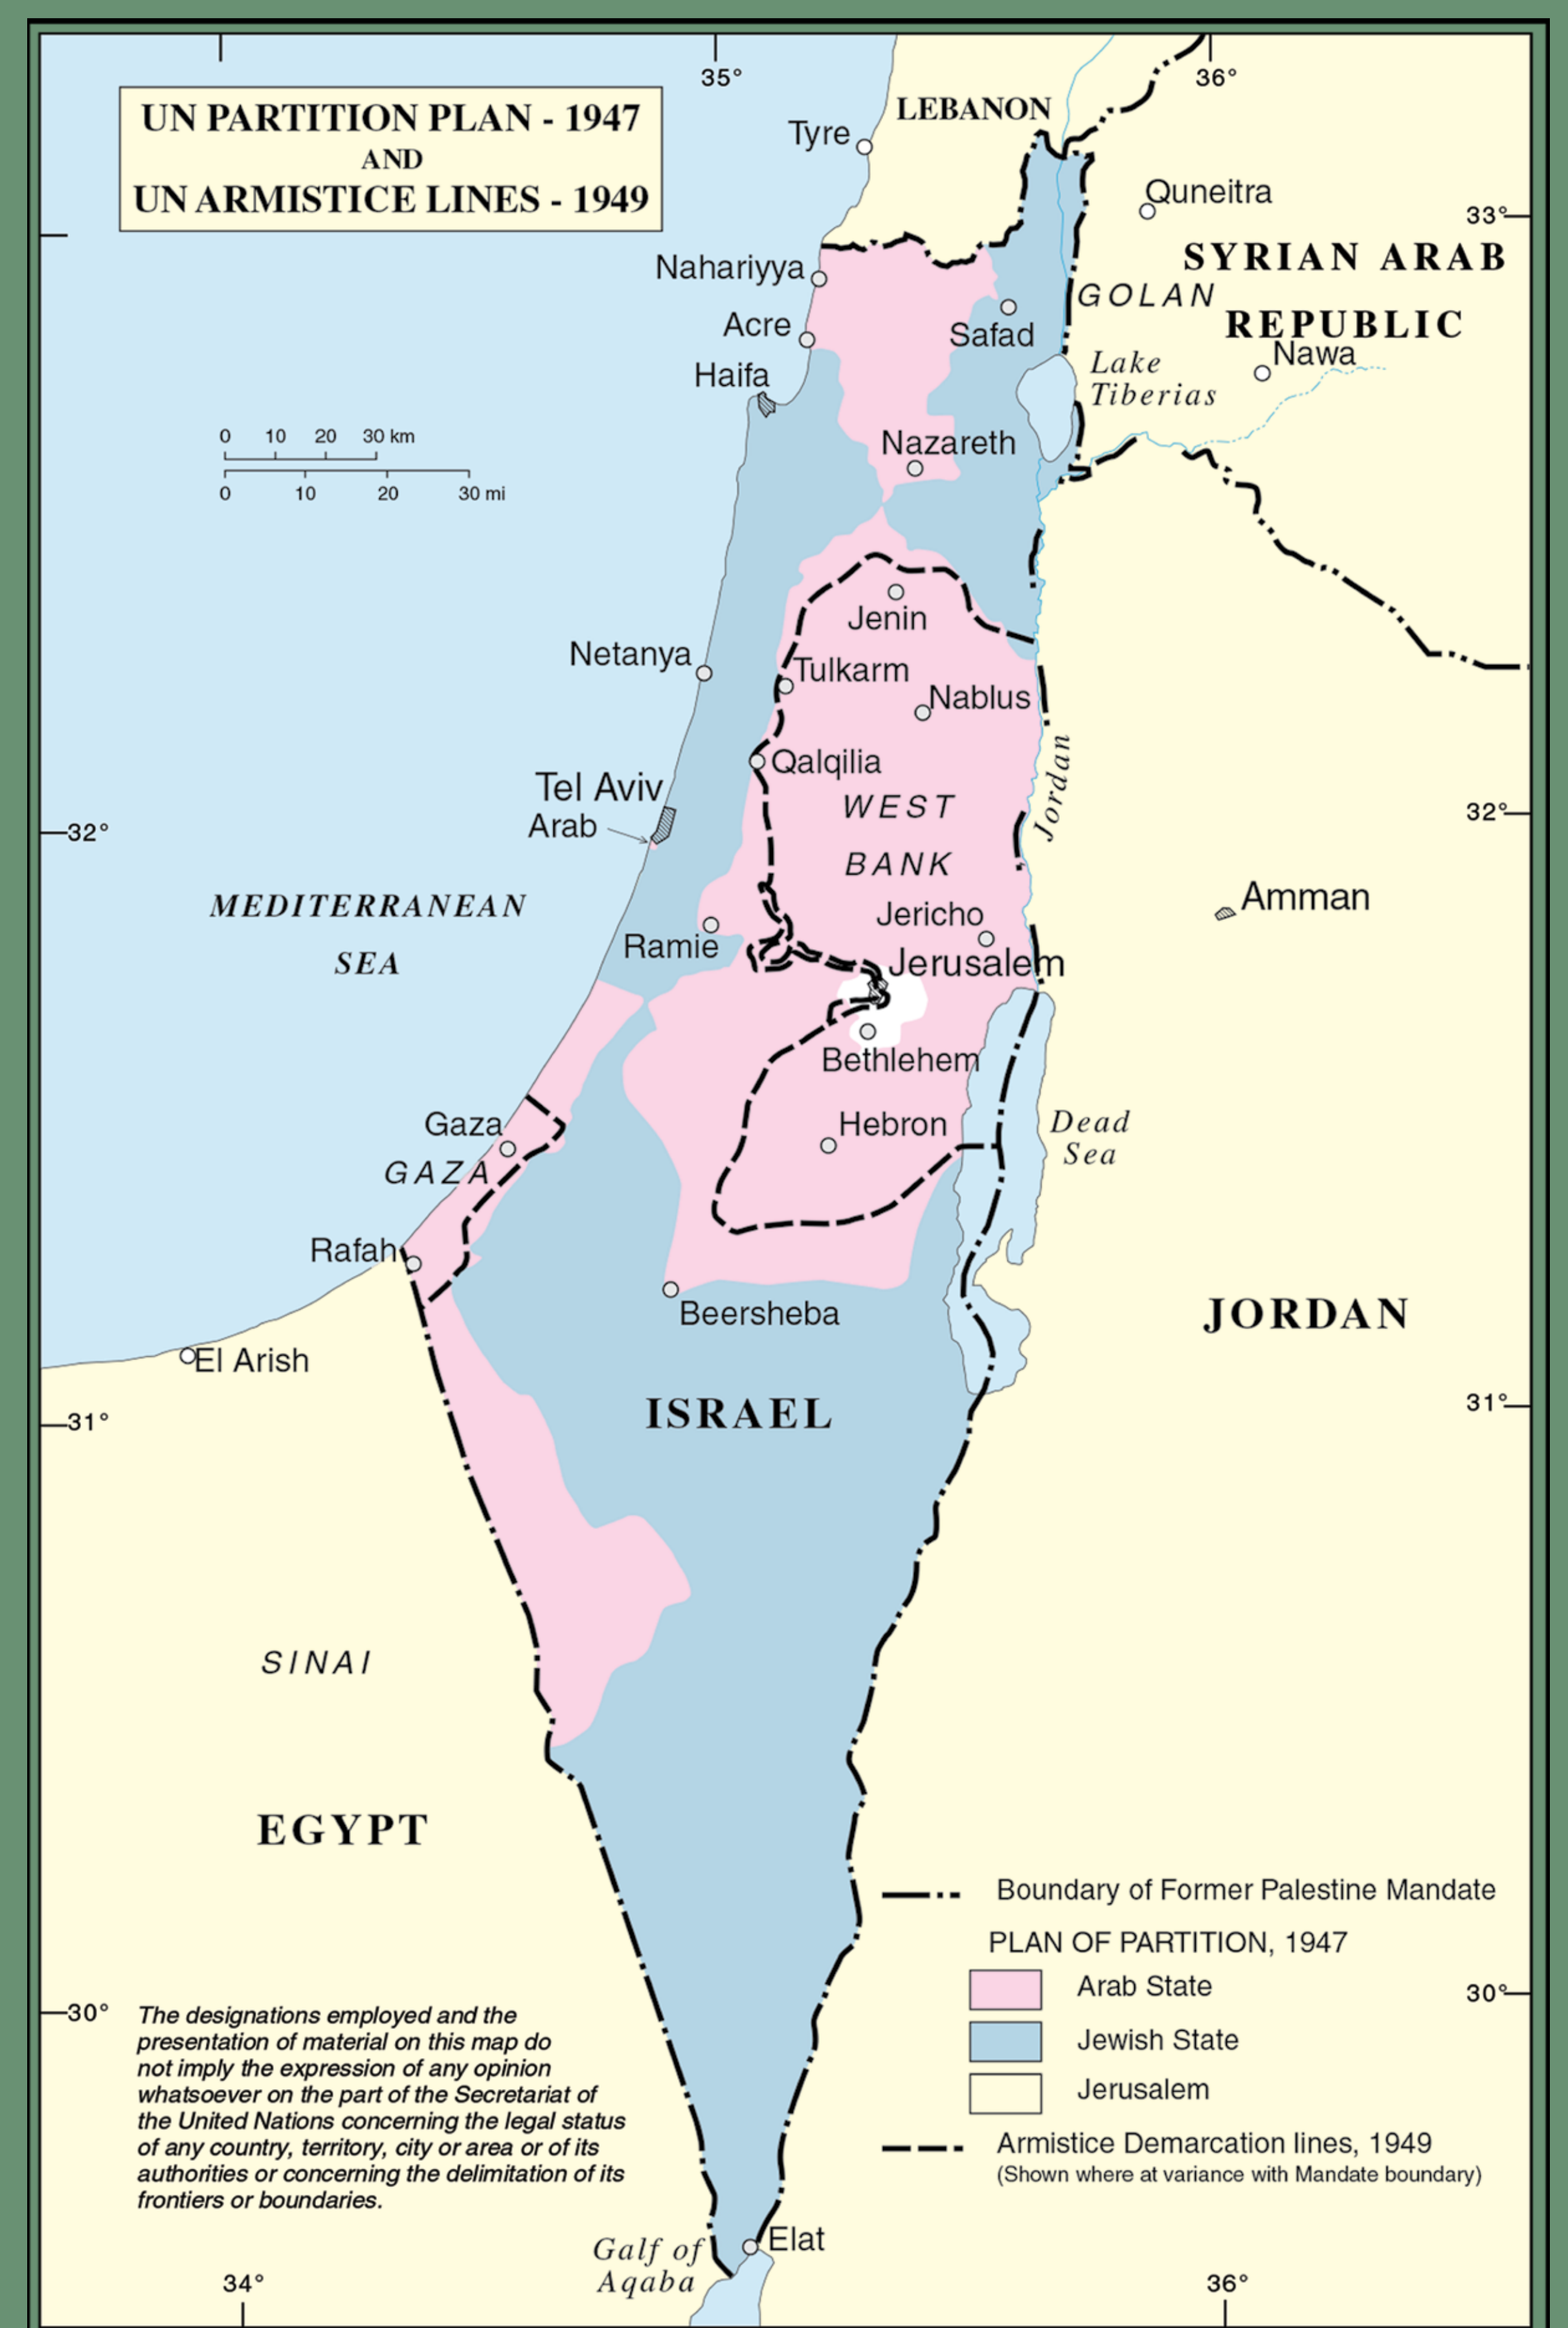 UN PARTITION PLAN - 1947
AND
UN ARMISTICE LINES - 1949
35°
36°
LEBANON
Tyre
Quneitra
33°
SYRIAN ARAB
REPUBLIC
Nahariyya
GOLAN
Acre
Safad
Nawa
Lake
Tiberias
Haifa
0 10 20 30 km
0 10 20 30 mi
Nazareth
Jenin
Netanya
Tulkarm
Nablus
Qalqilia
Jordan
Tel Aviv
Arab
WEST
BANK
32°
32°
MEDITERRANEAN
SEA
Amman
Jericho
Ramie
Jerusalem
Bethlehem
Gaza
GAZA
Hebron
Dead
Sea
Rafah
Beersheba
JORDAN
El Arish
ISRAEL
31°
31°
SINAI
EGYPT
Boundary of Former Palestine Mandate
PLAN OF PARTITION, 1947
Arab State
Jewish State
Jerusalem
Armistice Demarcation lines, 1949
(Shown where at variance with Mandate boundary)
30°
30°
The designations employed and the
presentation of material on this map do
not imply the expression of any opinion
whatsoever on the part of the Secretariat of
the United Nations concerning the legal status
of any country, territory, city or area or of its
authorities or concerning the delimitation of its
frontiers or boundaries.
Elat
Galf of
Aqaba
34°
36°